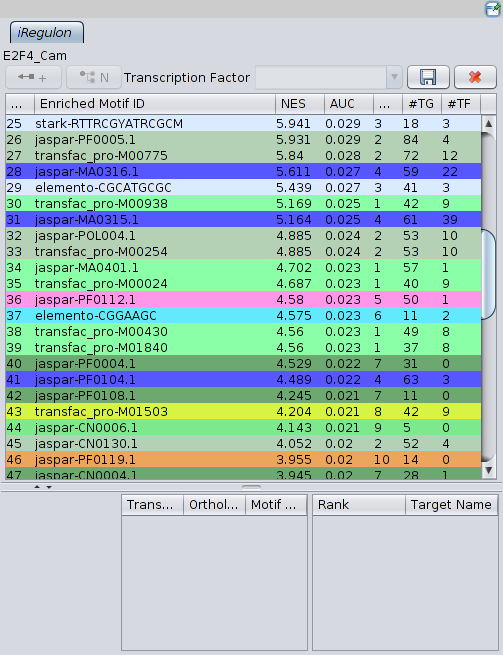 iRegulon
E2F4_Cam
+ N Transcription Factor
... Enriched Motif ID NES AUC ... #TG #TF
25 stark-RTTRCGYATRCGCM 5.941 0.029 3 18 3
26 jaspar-PF0005.1 5.931 0.029 2 84 4
27 transfac_pro-M00775 5.84 0.028 2 72 12
28 jaspar-MA0316.1 5.611 0.027 4 59 22
29 elemento-CGCATGCGC 5.439 0.027 3 41 3
30 transfac_pro-M00938 5.169 0.025 1 42 9
31 jaspar-MA0315.1 5.164 0.025 4 61 39
32 jaspar-POL004.1 4.885 0.024 2 53 10
33 transfac_pro-M00254 4.885 0.024 2 53 10
34 jaspar-MA0401.1 4.702 0.023 1 57 1
35 transfac_pro-M00024 4.687 0.023 1 40 9
36 jaspar-PF0112.1 4.58 0.023 5 50 1
37 elemento-CGGAAGC 4.575 0.023 6 11 2
38 transfac_pro-M00430 4.56 0.023 1 49 8
39 transfac_pro-M01840 4.56 0.023 1 37 8
40 jaspar-PF0004.1 4.529 0.022 7 31 0
41 jaspar-PF0104.1 4.489 0.022 4 63 3
42 jaspar-PF0108.1 4.245 0.021 7 11 0
43 transfac_pro-M01503 4.204 0.021 8 42 9
44 jaspar-CN0006.1 4.143 0.021 9 5 0
45 jaspar-CN0130.1 4.052 0.02 2 52 4
46 jaspar-PF0119.1 3.955 0.02 10 14 0
47 jaspar-CN0004.1 3.945 0.02 7 28 1
Trans... Orthol... Motif ... Rank Target Name